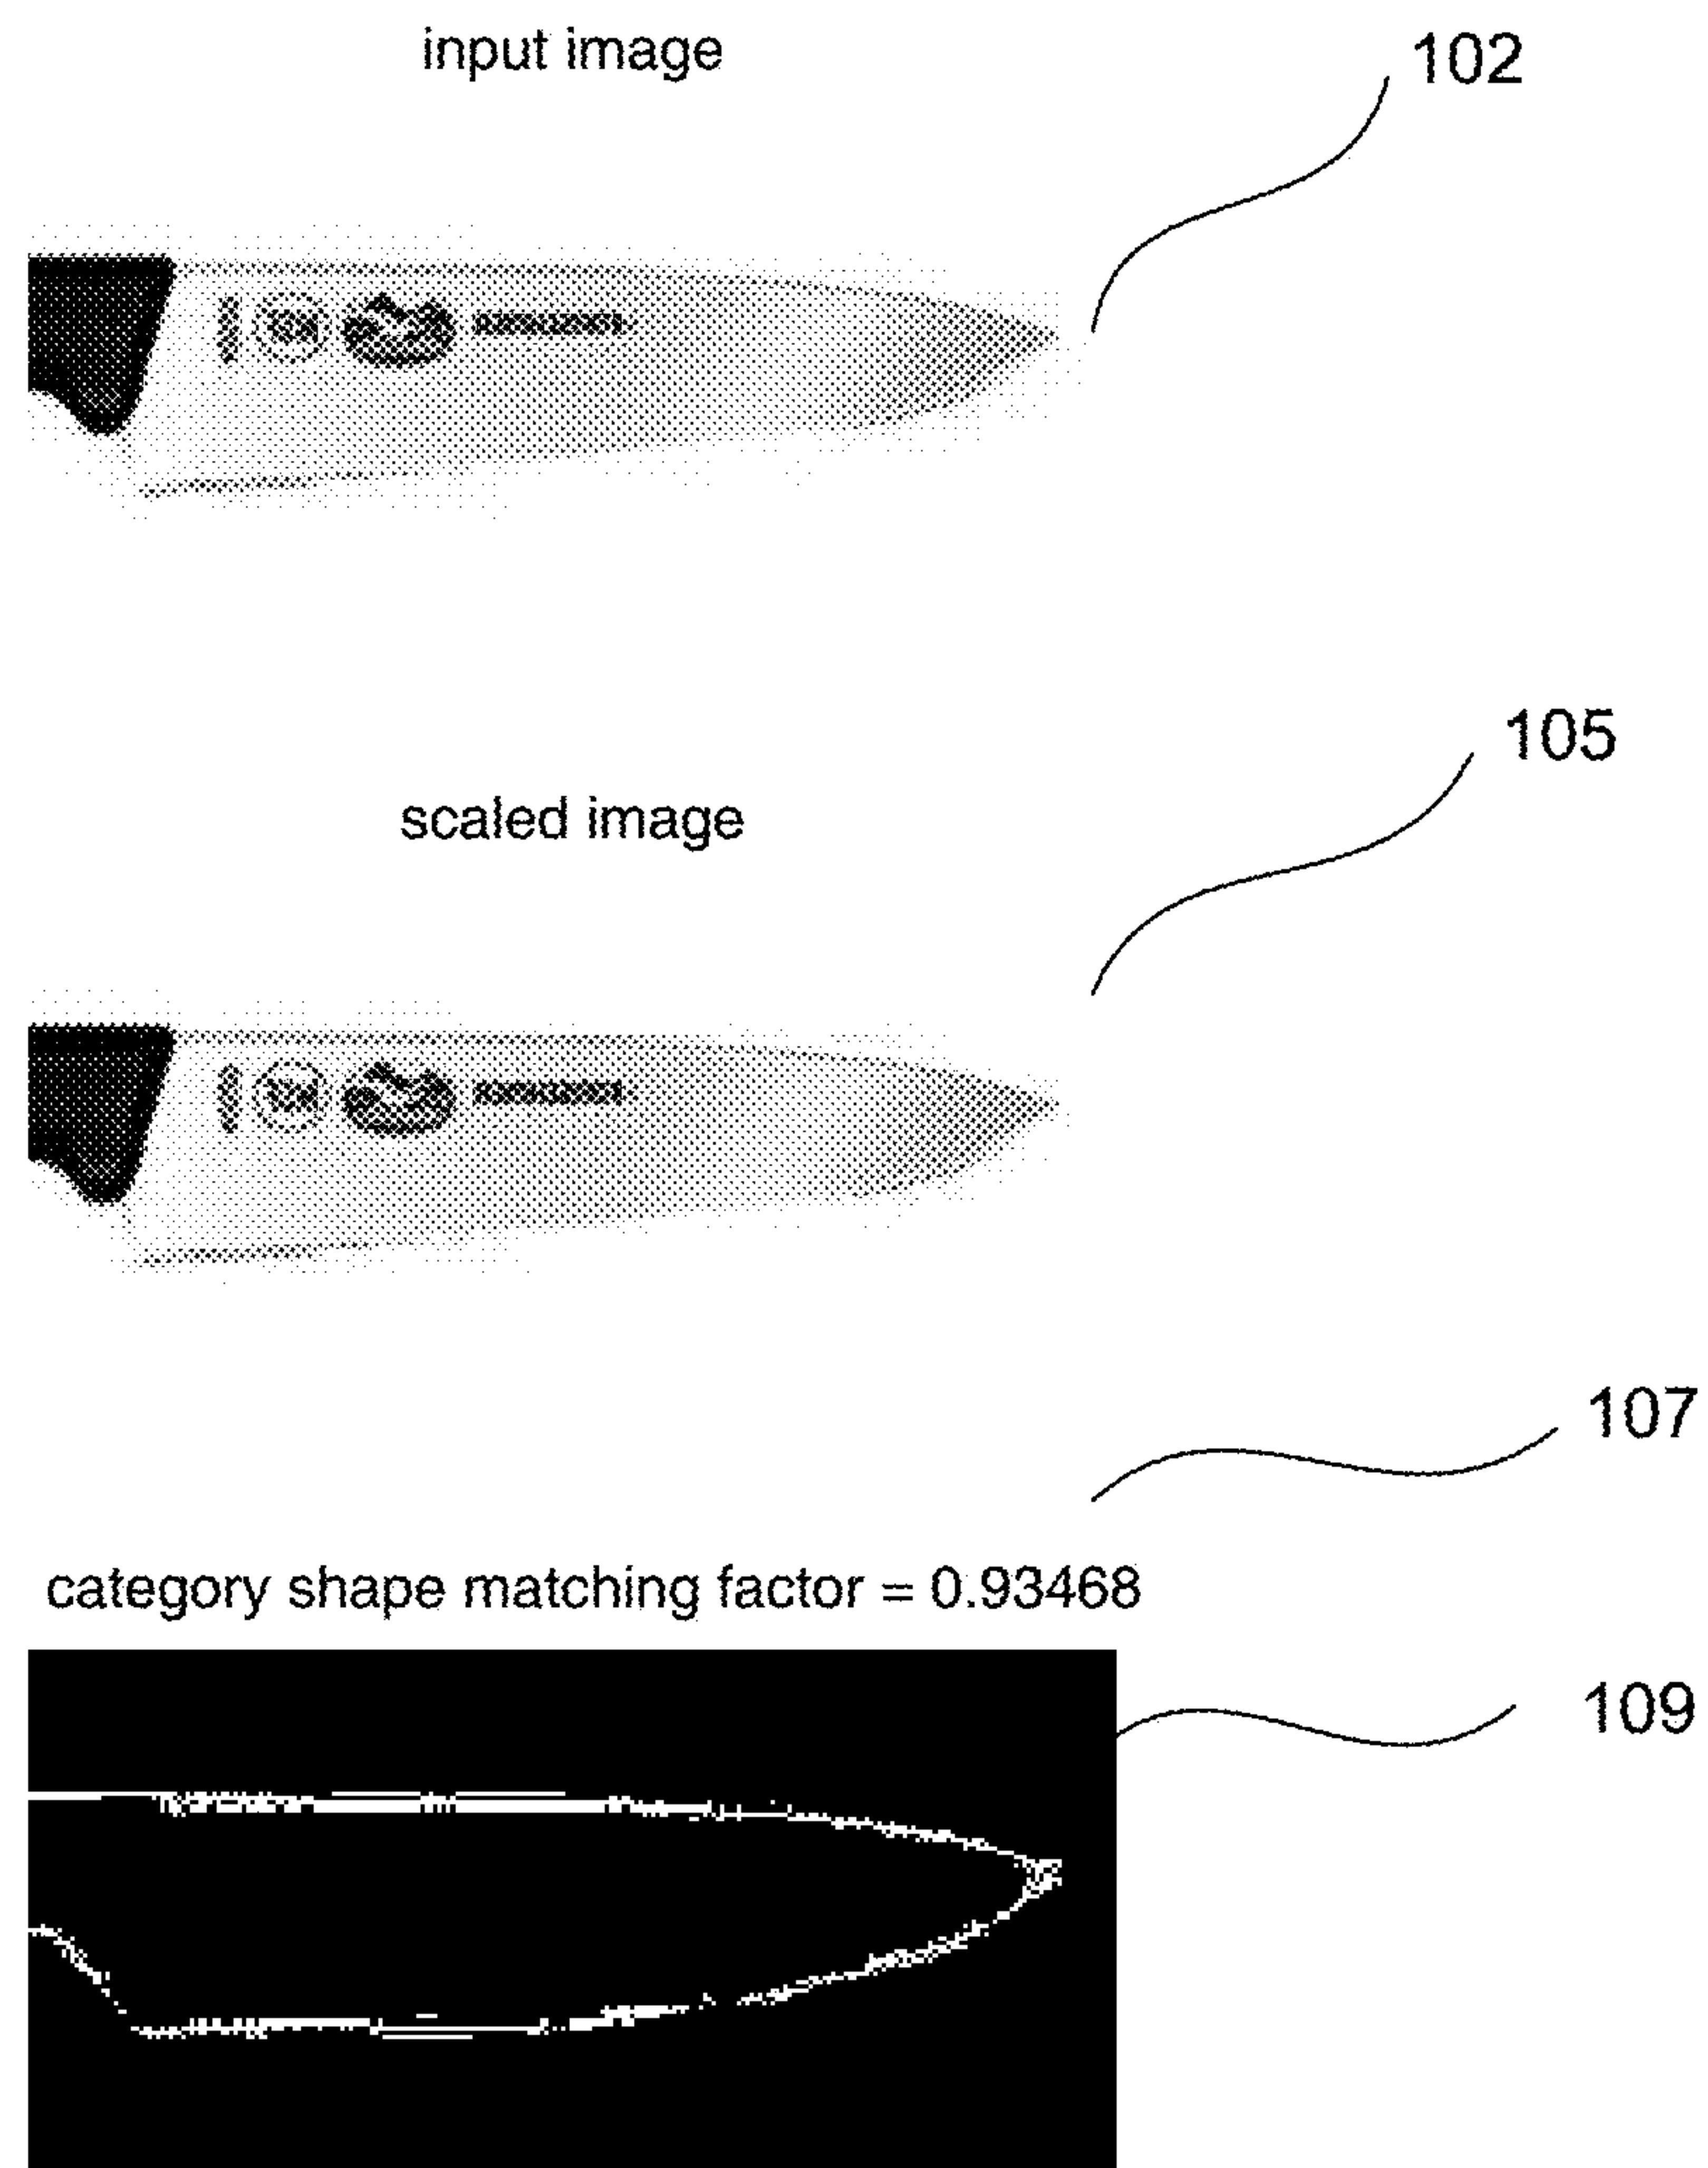 input image
102
105
scaled image
107
category shape matching factor = 0.93468
109